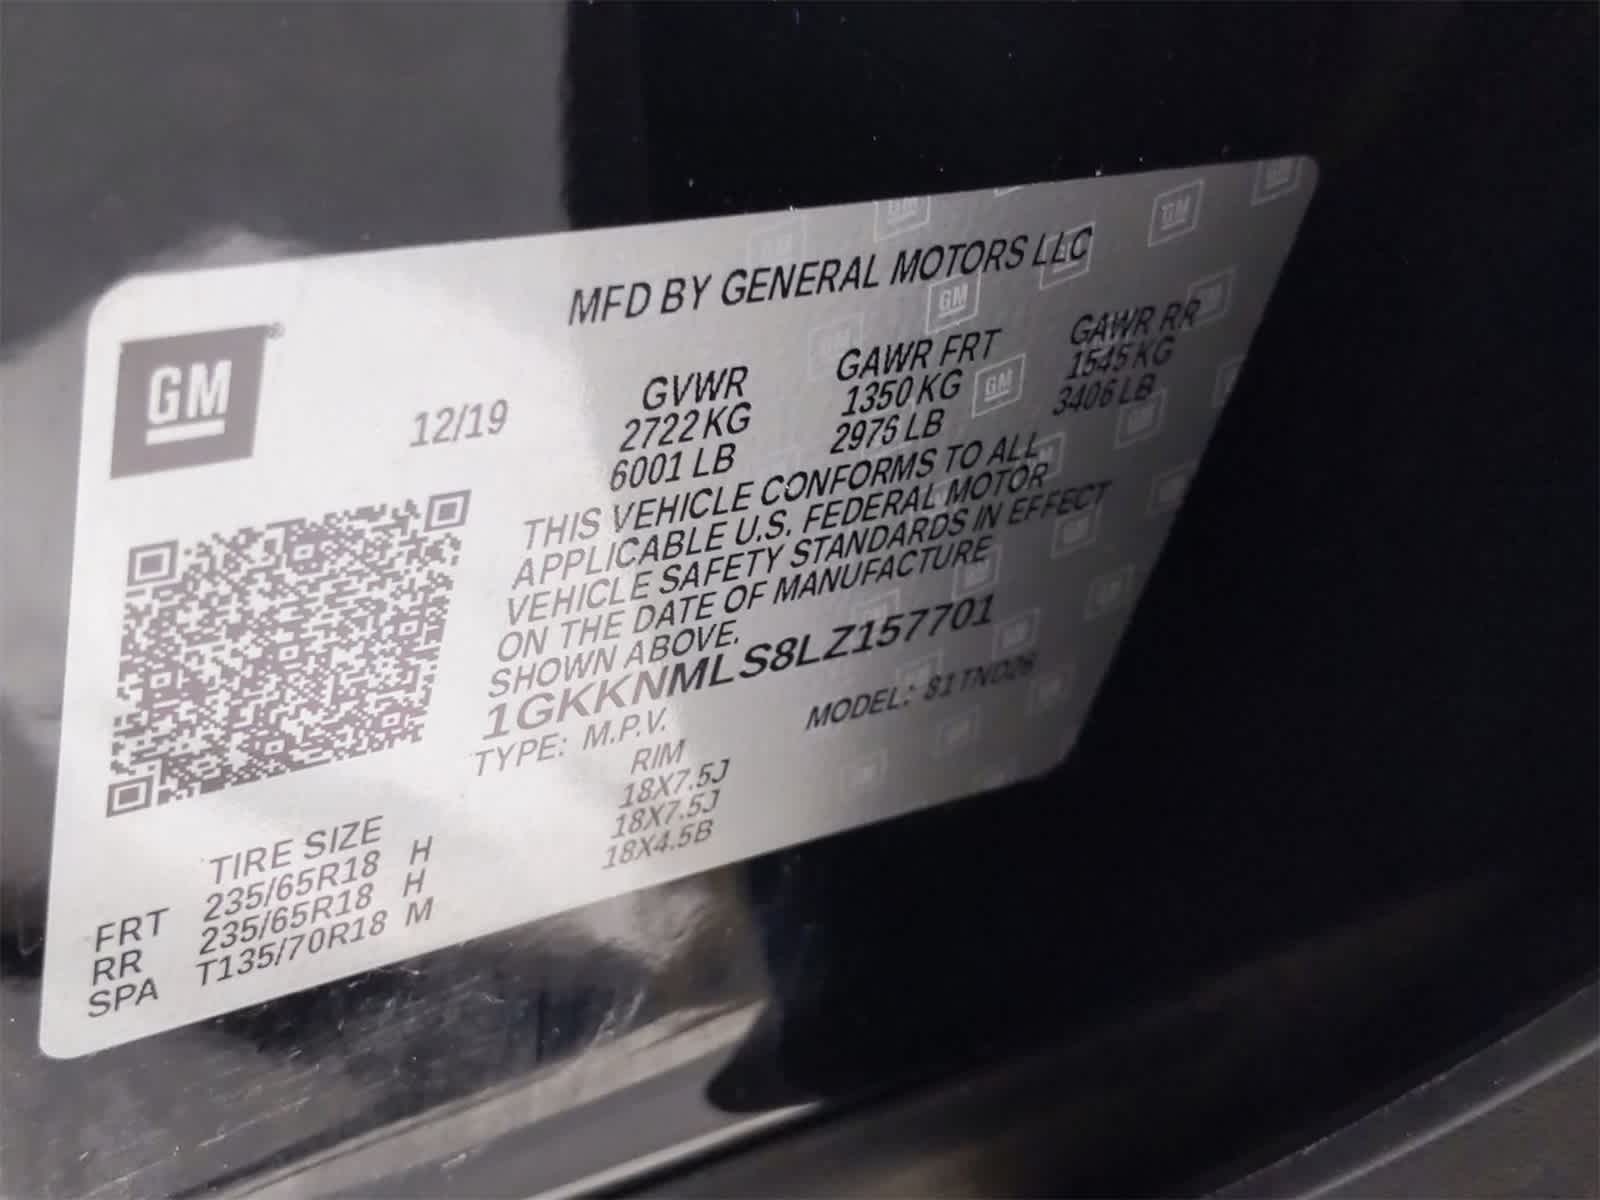 MFD BY GENERAL MOTORS LLC
GM
12/19
GVWR GAWR FRT GAWR RR
2722 KG 1350 KG 1545 KG
6001 LB 2976 LB 3406 LB
THIS VEHICLE CONFORMS TO ALL
APPLICABLE U.S. FEDERAL MOTOR
VEHICLE SAFETY STANDARDS IN EFFECT
ON THE DATE OF MANUFACTURE
SHOWN ABOVE.
1GKKNMLS8LZ157701
TYPE: M.P.V. MODEL:
TIRE SIZE RIM
FRT 235/65R18 H 18X7.5J
RR 235/65R18 H 18X7.5J
SPA T135/70R18 M 18X4.5B